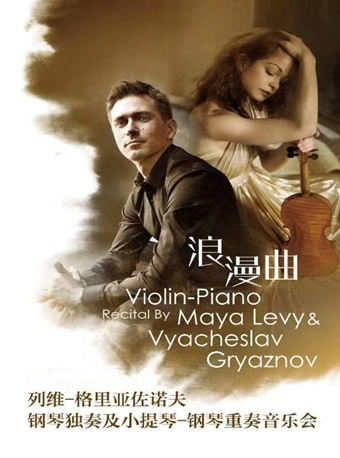 浪漫曲
Violin-Piano
Recital By Maya Levy &
Vyacheslav
Gryaznov
列维-格里亚佐诺夫
钢琴独奏及小提琴-钢琴重奏音乐会